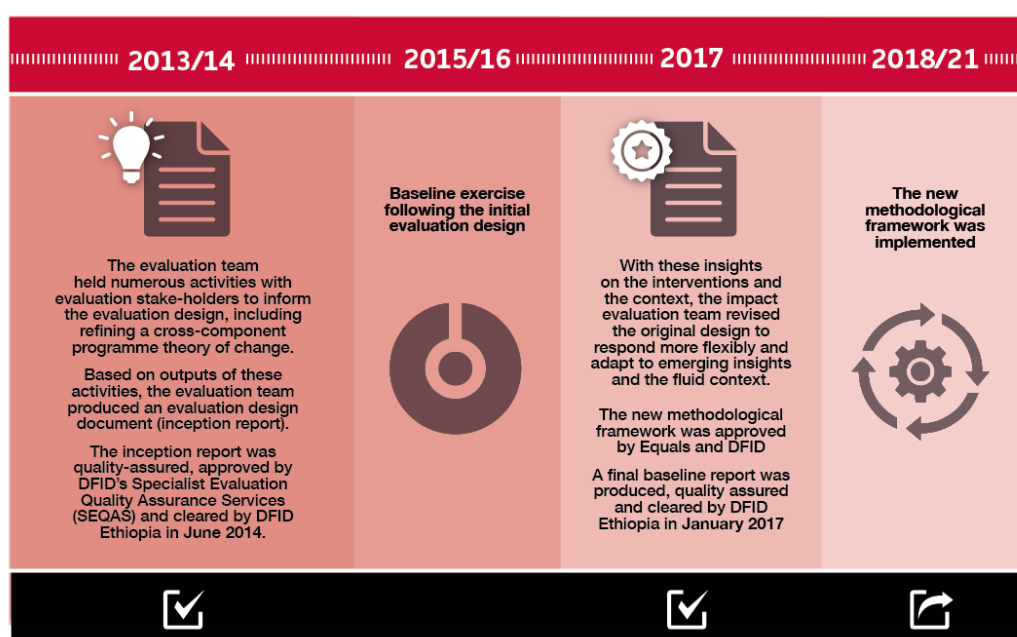 2013/14
2015/16
2017
2018/21
The evaluation team
held numerous activities with
evaluation stake-holders to inform
the evaluation design, including
refining a cross-component
programme theory of change.
Based on outputs of these
activities, the evaluation team
produced an evaluation design
document (inception report).
The inception report was
quality-assured, approved by
DFID's Specialist Evaluation
Quality Assurance Services
(SEQAS) and cleared by DFID
Ethiopia in June 2014.
Baseline exercise
following the initial
evaluation design
With these insights
on the interventions and
the context, the impact
evaluation team revised
the original design to
respond more flexibly and
adapt to emerging insights
and the fluid context.
The new methodological
framework was approved
by Equals and DFID
A final baseline report was
produced, quality assured
and cleared by DFID
Ethiopia in January 2017
The new
methodological
framework was
implemented